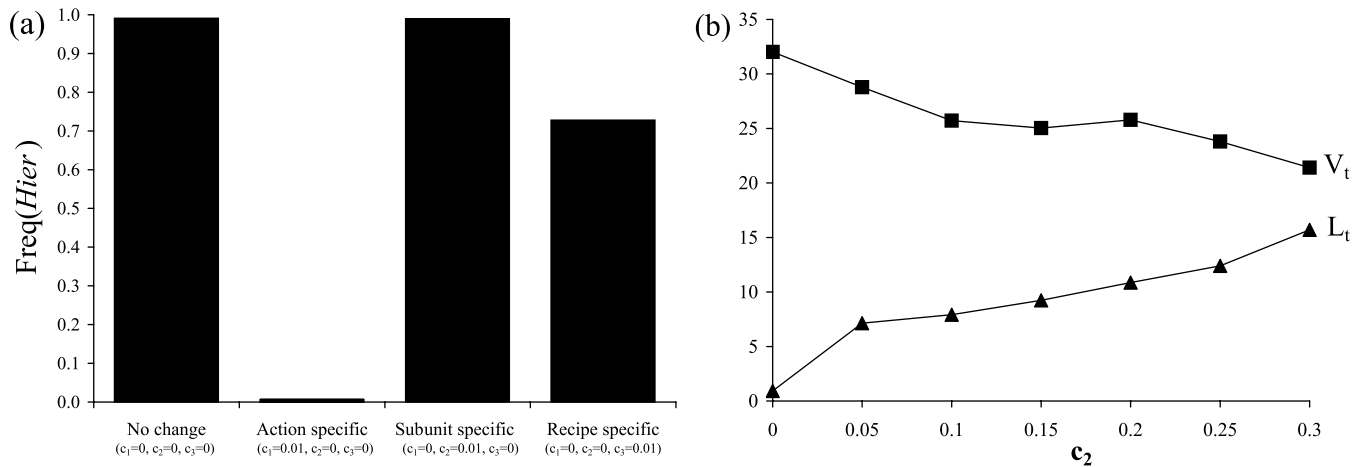 (a)
Freq(Hier)
1.0
0.9
0.8
0.7
0.6
0.5
0.4
0.3
0.2
0.1
0.0
No change Action specific Subunit specific Recipe specific
(c₁=0, c₂=0, c₃=0) (c₁=0.01, c₂=0, c₃=0) (c₁=0, c₂=0.01, c₃=0) (c₁=0, c₂=0, c₃=0.01)
(b)
35
30
25
20
15
10
5
0
Vₜ
Lₜ
0 0.05 0.1 0.15 0.2 0.25 0.3
c₂